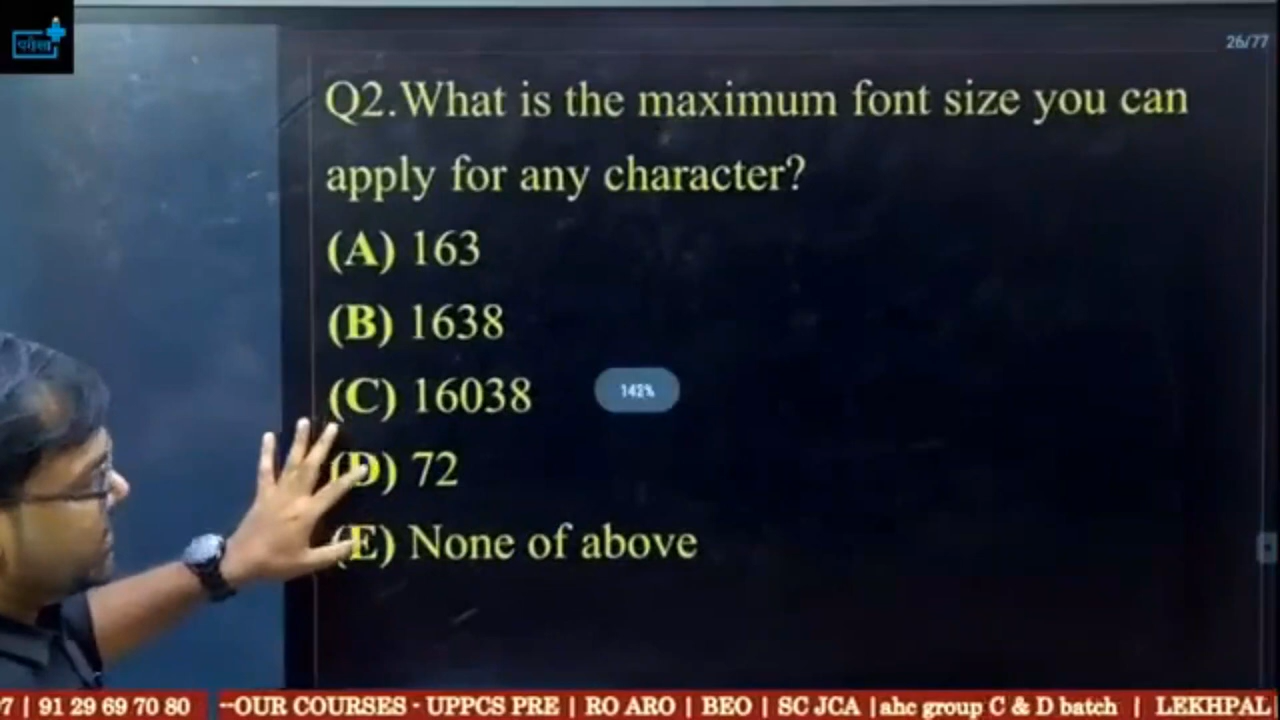 परीक्षा
26/77
Q2.What is the maximum font size you can
apply for any character?
(A) 163
(B) 1638
(C) 16038
142%
(D) 72
(E) None of above
7 | 91 29 69 70 80 --OUR COURSES - UPPCS PRE | RO ARO | BEO | SC JCA |ahc group C & D batch | LEKHPAL